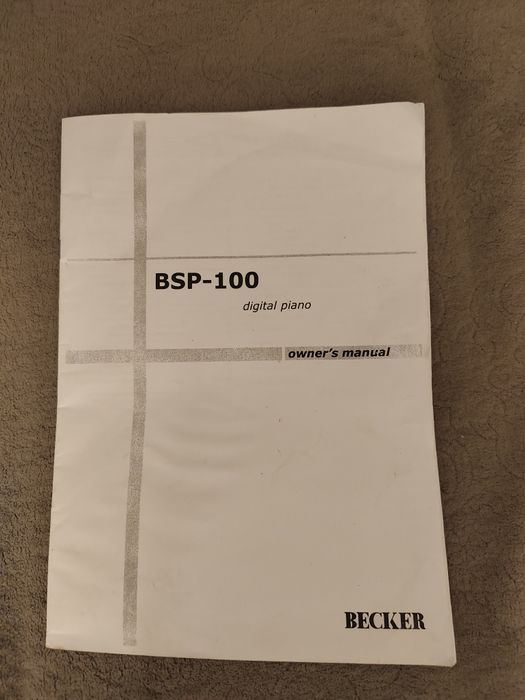 BSP-100
digital piano
owner's manual
BECKER